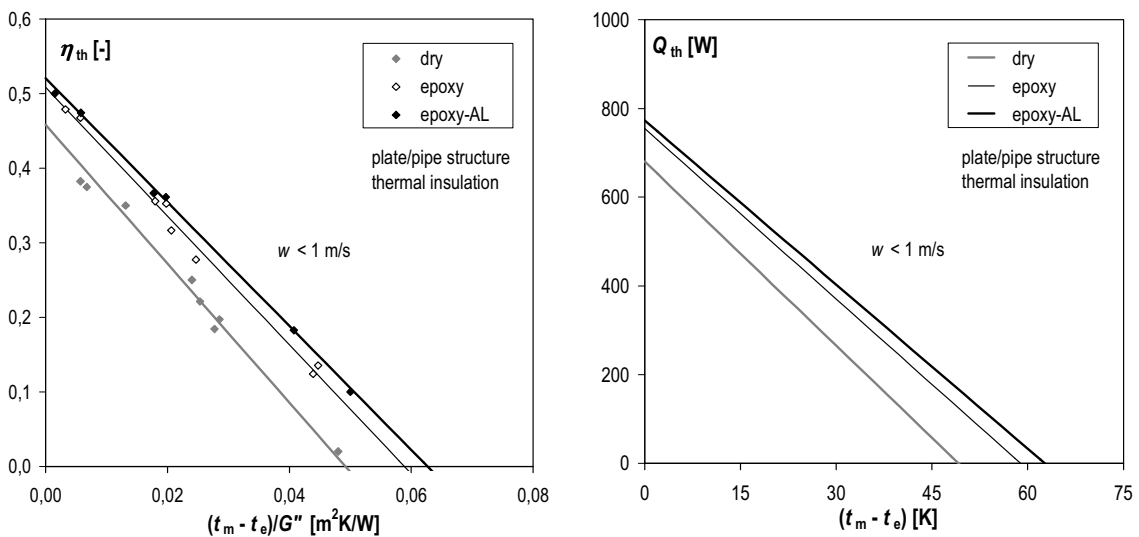 η th [-]
0,6
0,5
0,4
0,3
0,2
0,1
0,0
dry
epoxy
epoxy-AL
plate/pipe structure
thermal insulation
w < 1 m/s
0,00 0,02 0,04 0,06 0,08
(t m - t e)/G" [m²K/W]
Q th [W]
1000
800
600
400
200
0
dry
epoxy
epoxy-AL
plate/pipe structure
thermal insulation
w < 1 m/s
0 15 30 45 60 75
(t m - t e) [K]